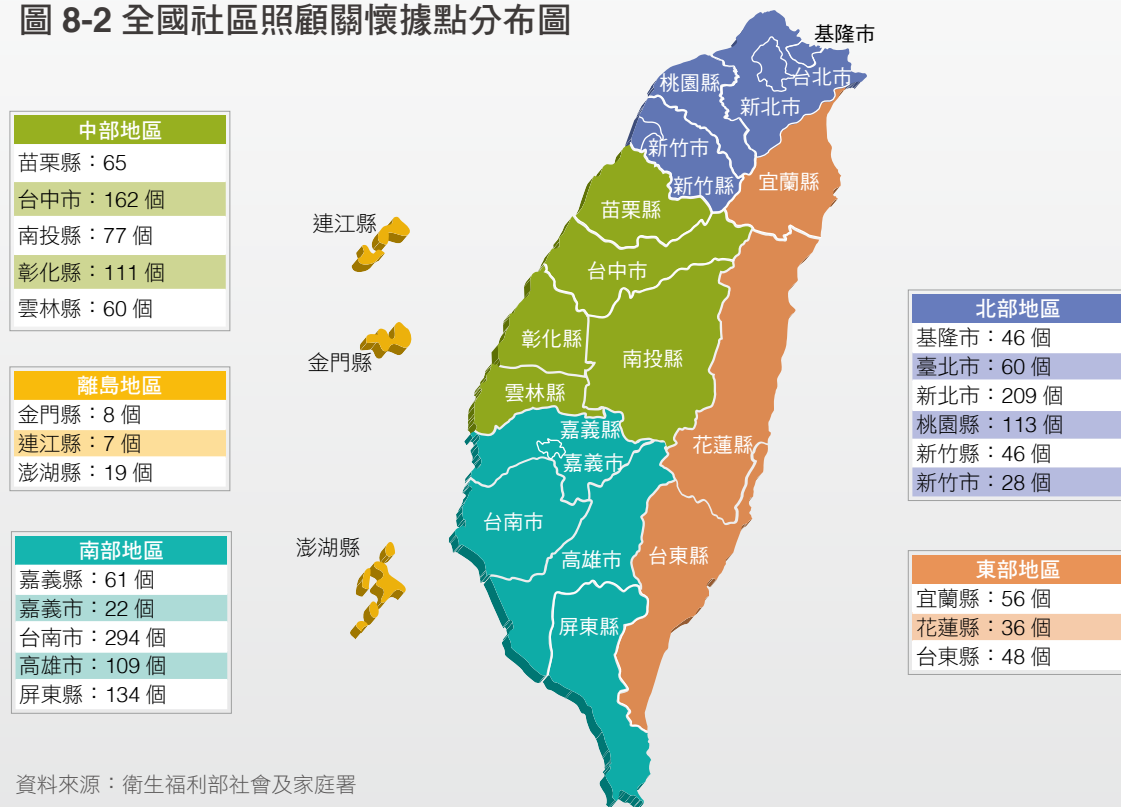 圖 8-2 全國社區照顧關懷據點分布圖
中部地區
苗栗縣：65
台中市：162 個
南投縣：77 個
彰化縣：111 個
雲林縣：60 個
離島地區
金門縣：8 個
連江縣：7 個
澎湖縣：19 個
南部地區
嘉義縣：61 個
嘉義市：22 個
台南市：294 個
高雄市：109 個
屏東縣：134 個
連江縣
金門縣
澎湖縣
基隆市
台北市
桃園縣
新北市
新竹市
新竹縣
宜蘭縣
苗栗縣
台中市
彰化縣
南投縣
雲林縣
嘉義縣
嘉義市
花蓮縣
台南市
高雄市
台東縣
屏東縣
北部地區
基隆市：46 個
臺北市：60 個
新北市：209 個
桃園縣：113 個
新竹縣：46 個
新竹市：28 個
東部地區
宜蘭縣：56 個
花蓮縣：36 個
台東縣：48 個
資料來源：衛生福利部社會及家庭署